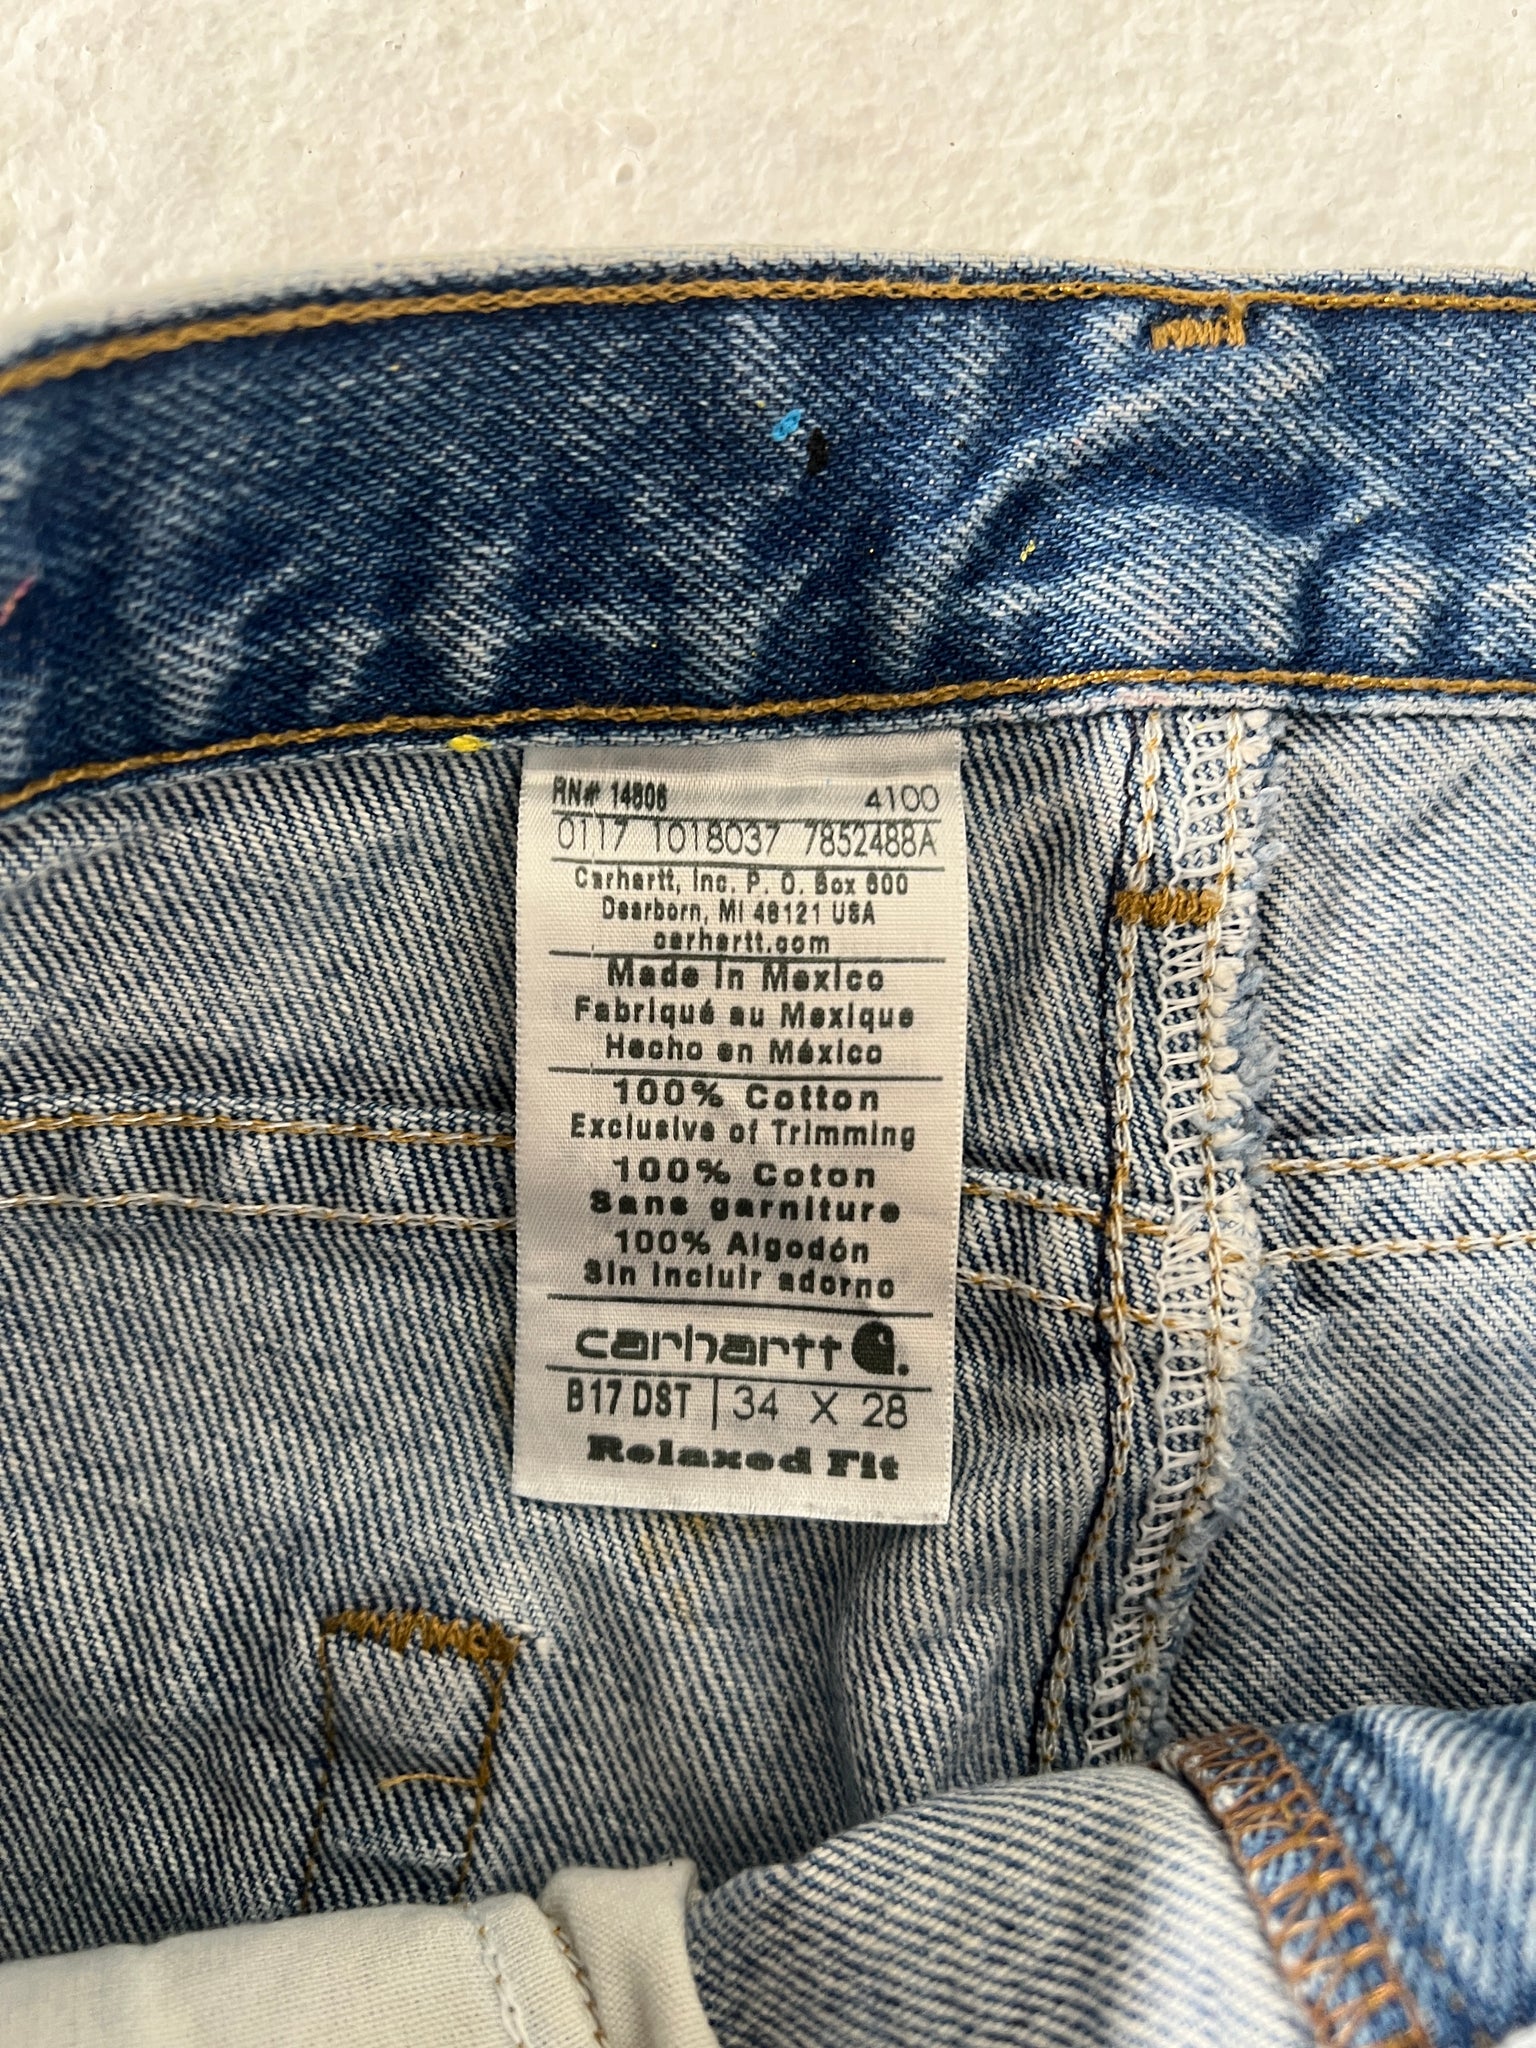 RN# 14806 4100
0117 1018037 7852488A
Carhartt, Inc. P. O. Box 600
Dearborn, MI 48121 USA
carhartt.com
Made in Mexico
Fabriqué au Mexique
Hecho en México
100% Cotton
Exclusive of Trimming
100% Coton
Sans garniture
100% Algodón
Sin incluir adorno
carhartt
B17 DST | 34 X 28
Relaxed Fit